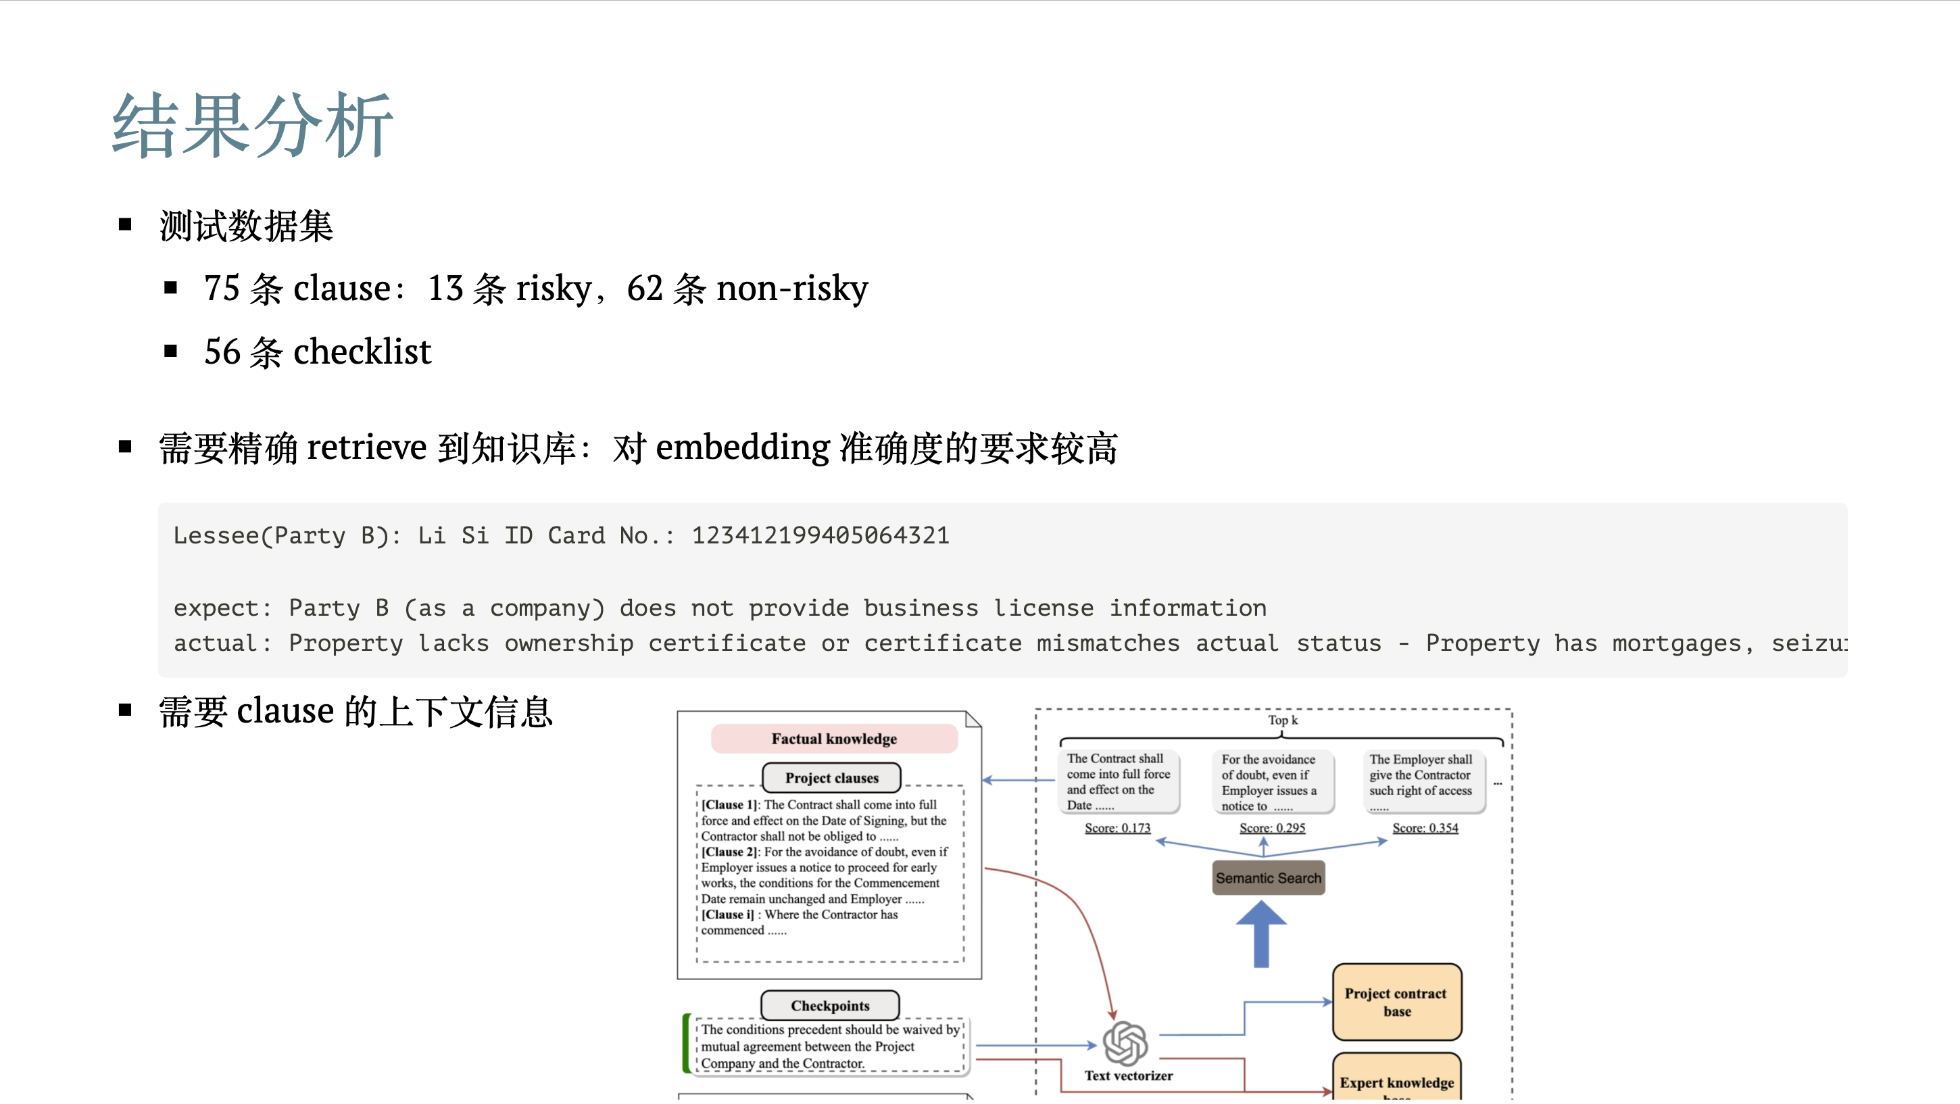 结果分析
测试数据集
75 条 clause：13 条 risky，62 条 non-risky
56 条 checklist
需要精确 retrieve 到知识库：对 embedding 准确度的要求较高
Lessee(Party B): Li Si ID Card No.: 123412199405064321
expect: Party B (as a company) does not provide business license information
actual: Property lacks ownership certificate or certificate mismatches actual status - Property has mortgages,
需要 clause 的上下文信息
Factual knowledge
Project clauses
[Clause 1]: The Contract shall come into full
force and effect on the Date of Signing, but the
Contractor shall not be obliged to ......
[Clause 2]: For the avoidance of doubt, even if
Employer issues a notice to proceed for early
works, the conditions for the Commencement
Date remain unchanged and Employer ......
[Clause i] : Where the Contractor has
commenced ......
Checkpoints
The conditions precedent should be waived by
mutual agreement between the Project
Company and the Contractor.
Top k
The Contract shall
come into full force
and effect on the
Date ......
Score: 0.173
For the avoidance
of doubt, even if
Employer issues a
notice to ......
Score: 0.295
The Employer shall
give the Contractor
such right of access
......
Score: 0.354
...
Semantic Search
Text vectorizer
Project contract
base
Expert knowledge